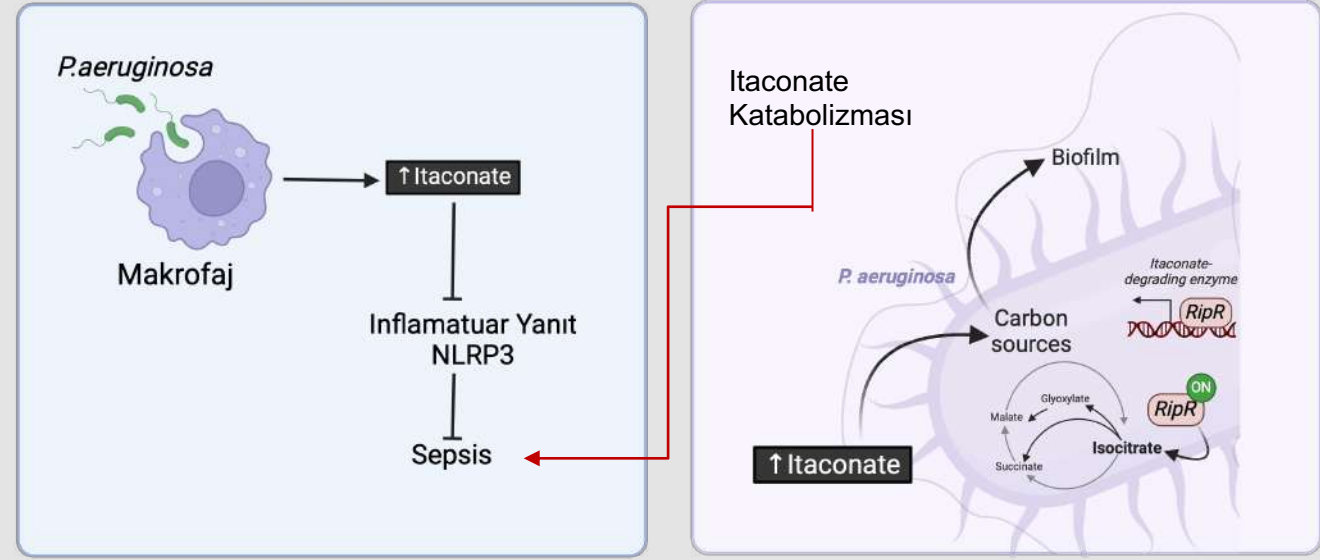 P.aeruginosa
↑Itaconate
Makrofaj
Inflamatuar Yanıt
NLRP3
Sepsis
Itaconate
Katabolizması
Biofilm
P. aeruginosa
Itaconate-
degrading enzyme
RipR
Carbon
sources
ON
RipR
Glyoxylate
Malate
Isocitrate
Succinate
↑Itaconate